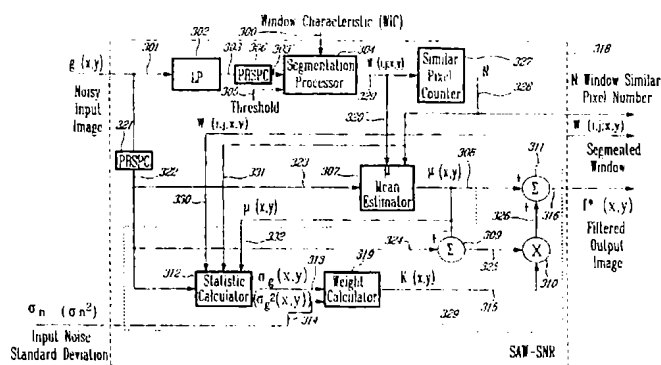 Window Characteristic (WIC)
300
302
306
304
327
318
g (x,y)
301
303
305
LP
PRSPC
Segmentation
Processor
W (i,j;x,y)
Similar
Pixel
Counter
N
328
N Window Similar
Pixel Number
Noisy
Input
Image
Threshold
320
321
W (i,j;x,y)
W (i,j;x,y)
Segmented
Window
PRSPC
322
331
323
307
Mean
Estimator
μ (x,y)
311
Σ
316
f* (x,y)
Filtered
Output
Image
330
μ (x,y)
332
326
324
Σ
309
325
X
310
312
Statistic
Calculator
σg (x,y)
(σg²(x,y))
313
319
Weight
Calculator
K (x,y)
315
σn (σn²)
314
329
Input Noise
Standard Deviation
SAW-SNR